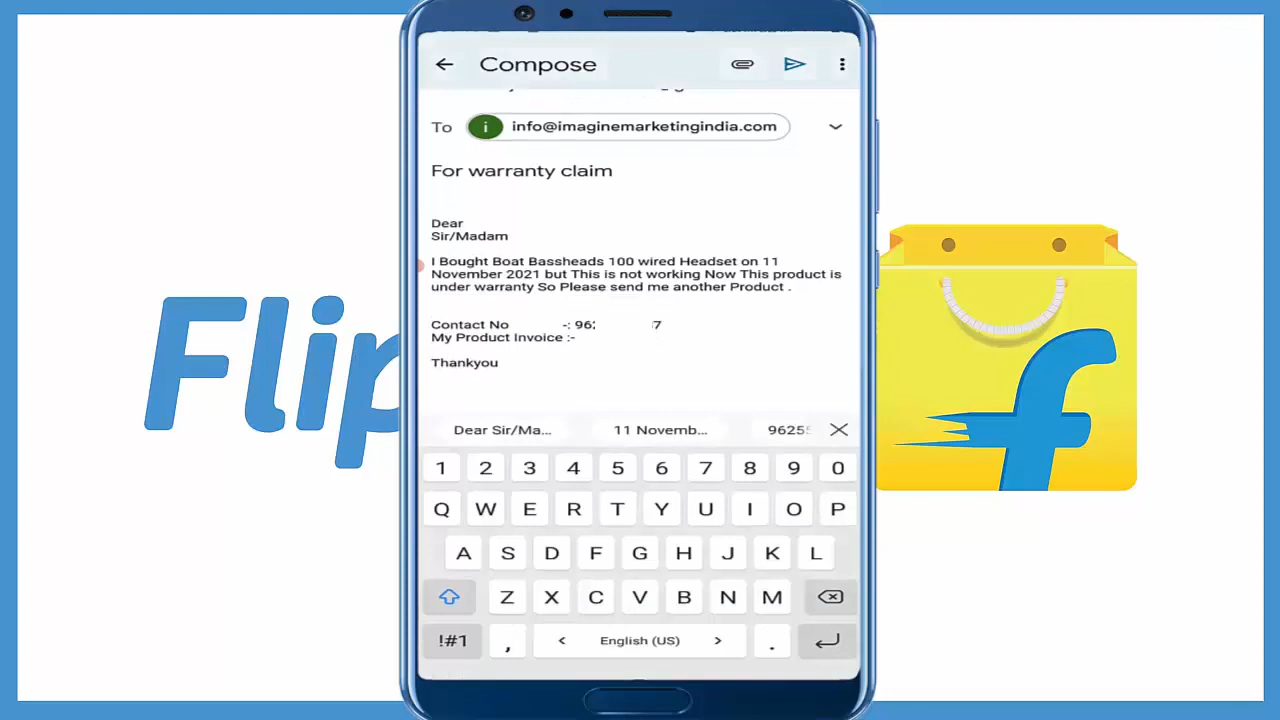 Compose
To i info@imaginemarketingindia.com
For warranty claim
Dear
Sir/Madam
I Bought Boat Bassheads 100 wired Headset on 11
November 2021 but This is not working Now This product is
under warranty So Please send me another Product .
Contact No -: 962 7
My Product Invoice :-
Thankyou
Flip
f
Dear Sir/Ma... 11 Novemb... 9625
1 2 3 4 5 6 7 8 9 0
Q W E R T Y U I O P
A S D F G H J K L
Z X C V B N M
!#1 , < English (US) > .